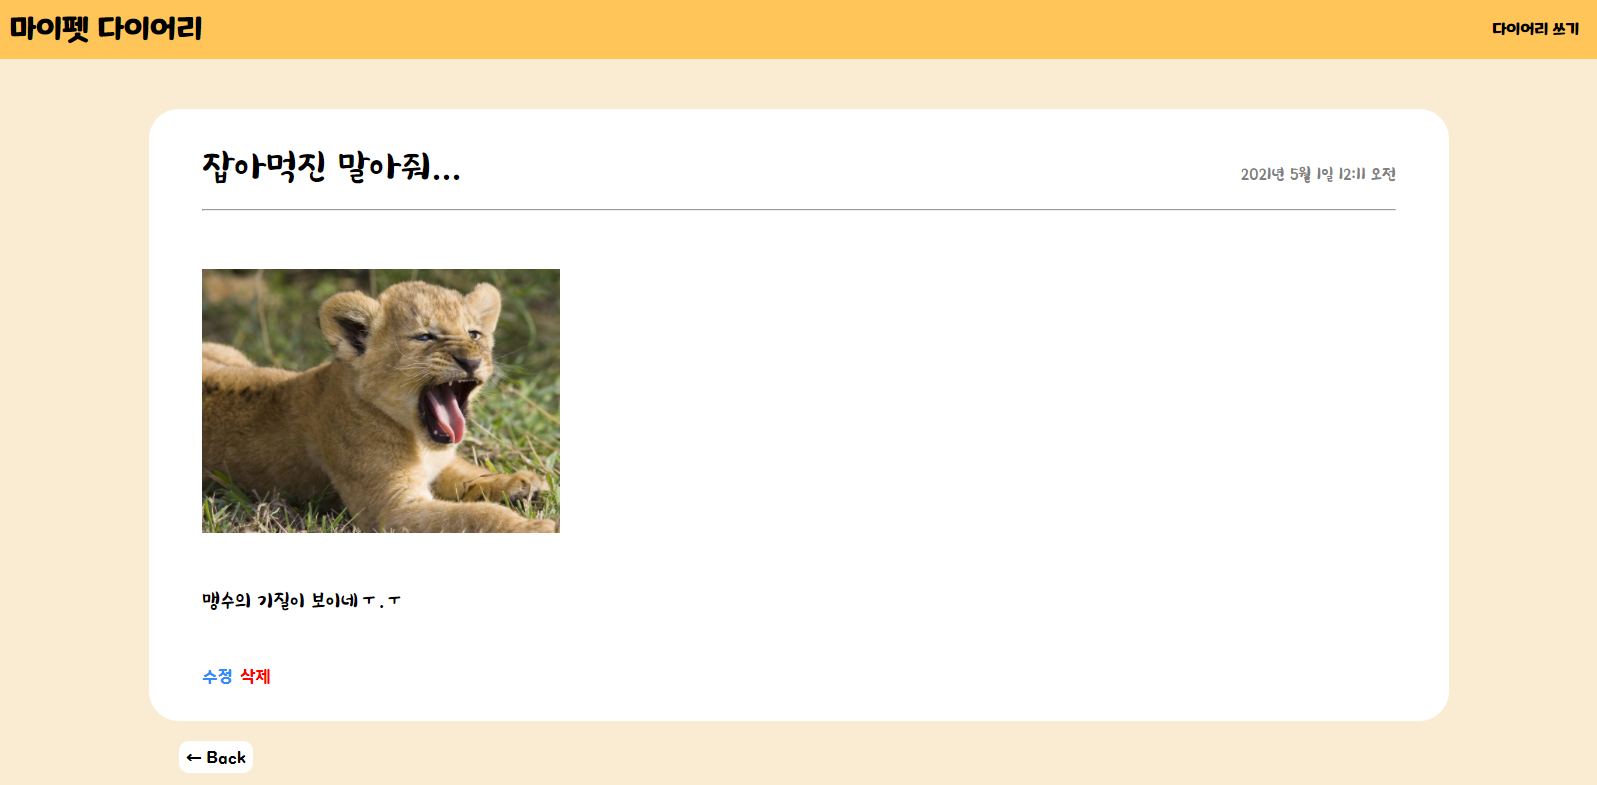 마이펫 다이어리
다이어리 쓰기
잡아먹진 말아줘...
2021년 5월 1일 12:11 오전
맹수의 기질이 보이네ㅜ.ㅜ
수정 삭제
← Back